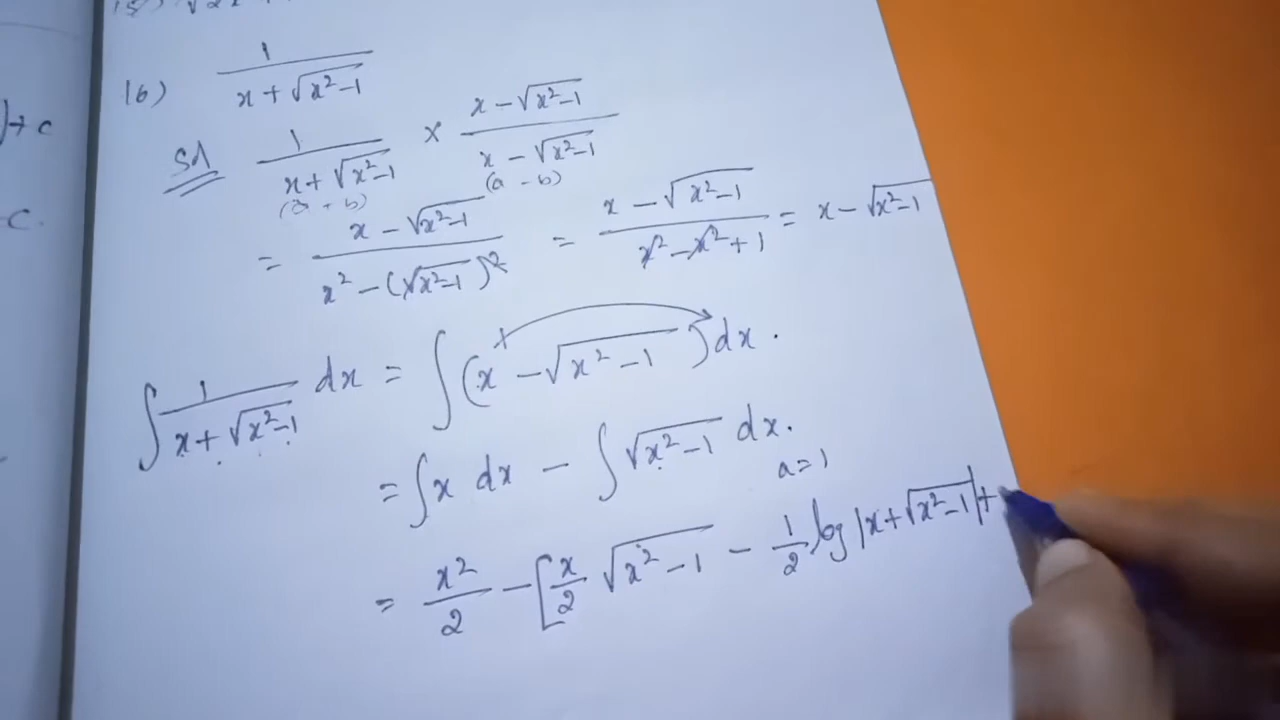 15) √2x
)+c
-c.
16) 1/(x + √(x²-1))
Sol 1/(x + √(x²-1)) × (x - √(x²-1))/(x - √(x²-1))
(a + b) (a - b)
= (x - √(x²-1))/(x² - (√(x²-1))²) = (x - √(x²-1))/(x² - x² + 1) = x - √(x²-1)
∫ 1/(x + √(x²-1)) dx = ∫ (x - √(x²-1)) dx.
= ∫ x dx - ∫ √(x²-1) dx.
a = 1
= x²/2 - [x/2 √(x²-1) - 1/2 log |x + √(x²-1)| +